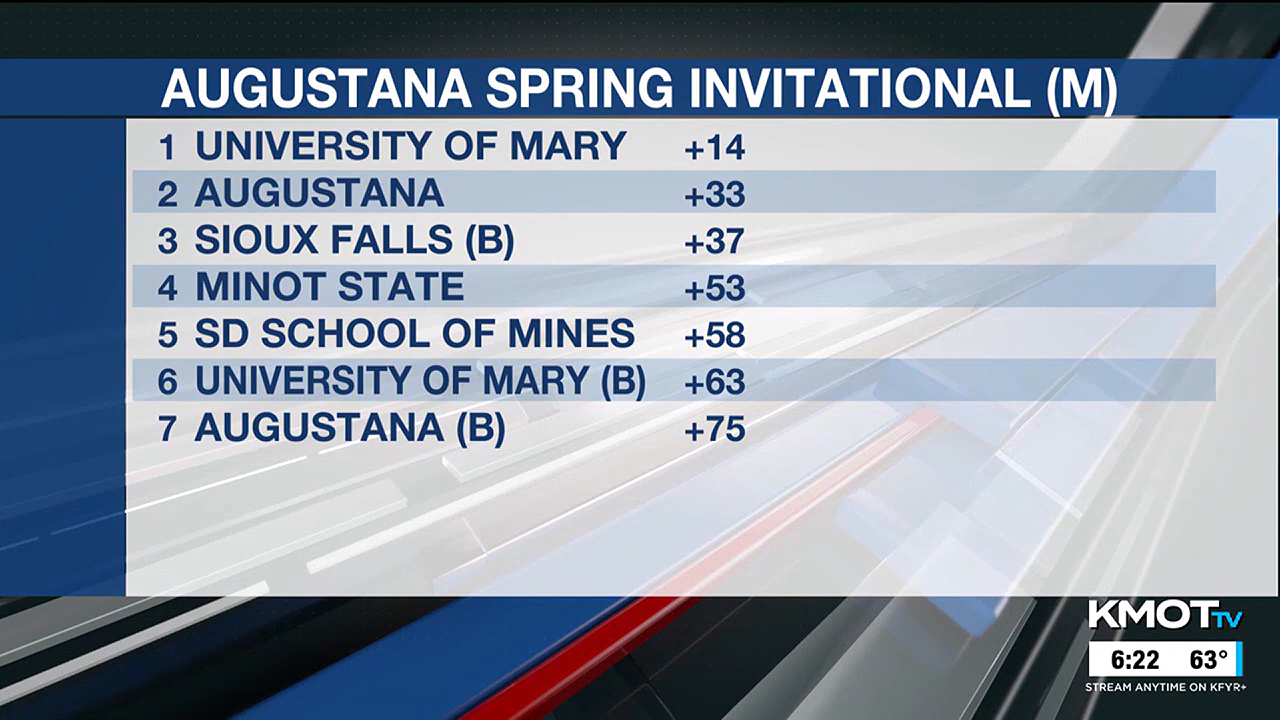 AUGUSTANA SPRING INVITATIONAL (M)
1 UNIVERSITY OF MARY +14
2 AUGUSTANA +33
3 SIOUX FALLS (B) +37
4 MINOT STATE +53
5 SD SCHOOL OF MINES +58
6 UNIVERSITY OF MARY (B) +63
7 AUGUSTANA (B) +75
KMOT TV
6:22 63°
STREAM ANYTIME ON KFYR+